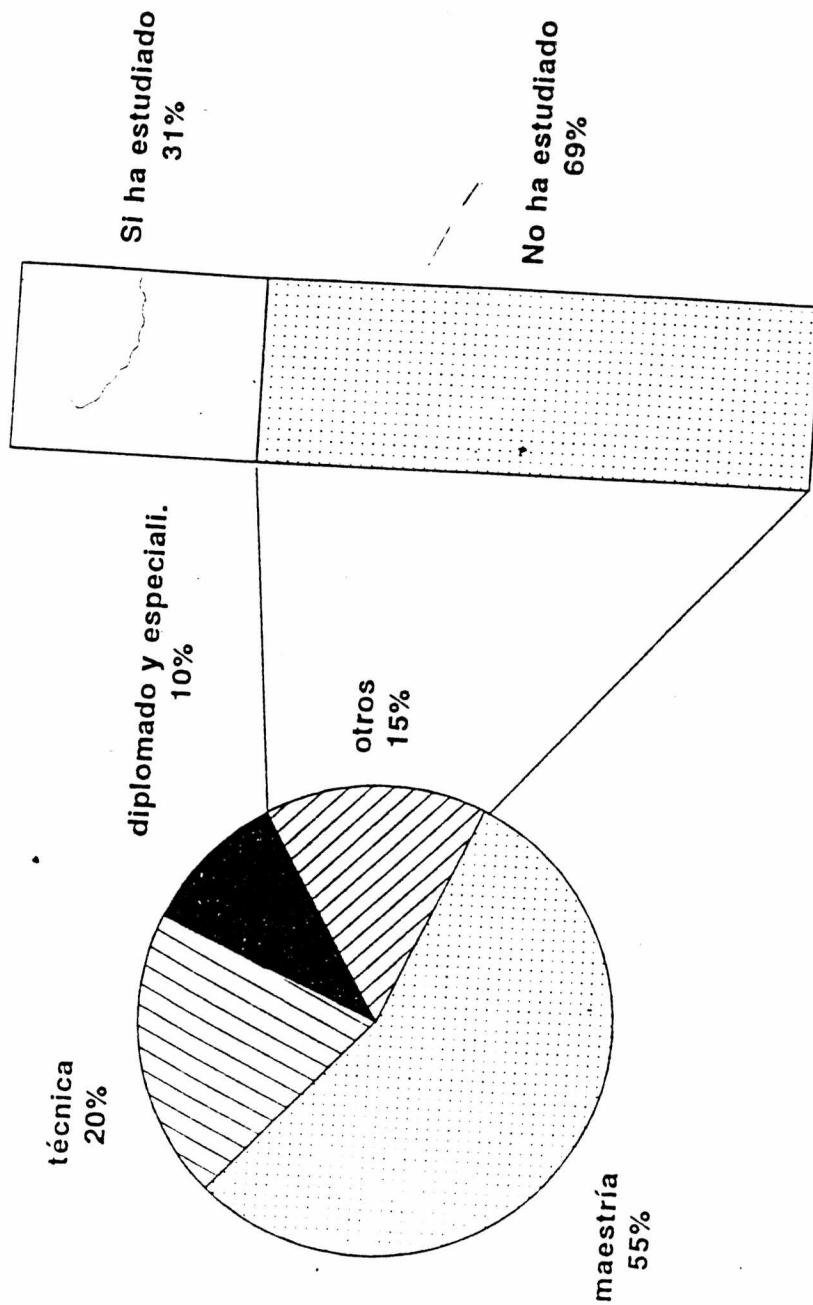 técnica
20%
diplomado y especiali.
10%
otros
15%
maestría
55%
Si ha estudiado
31%
No ha estudiado
69%